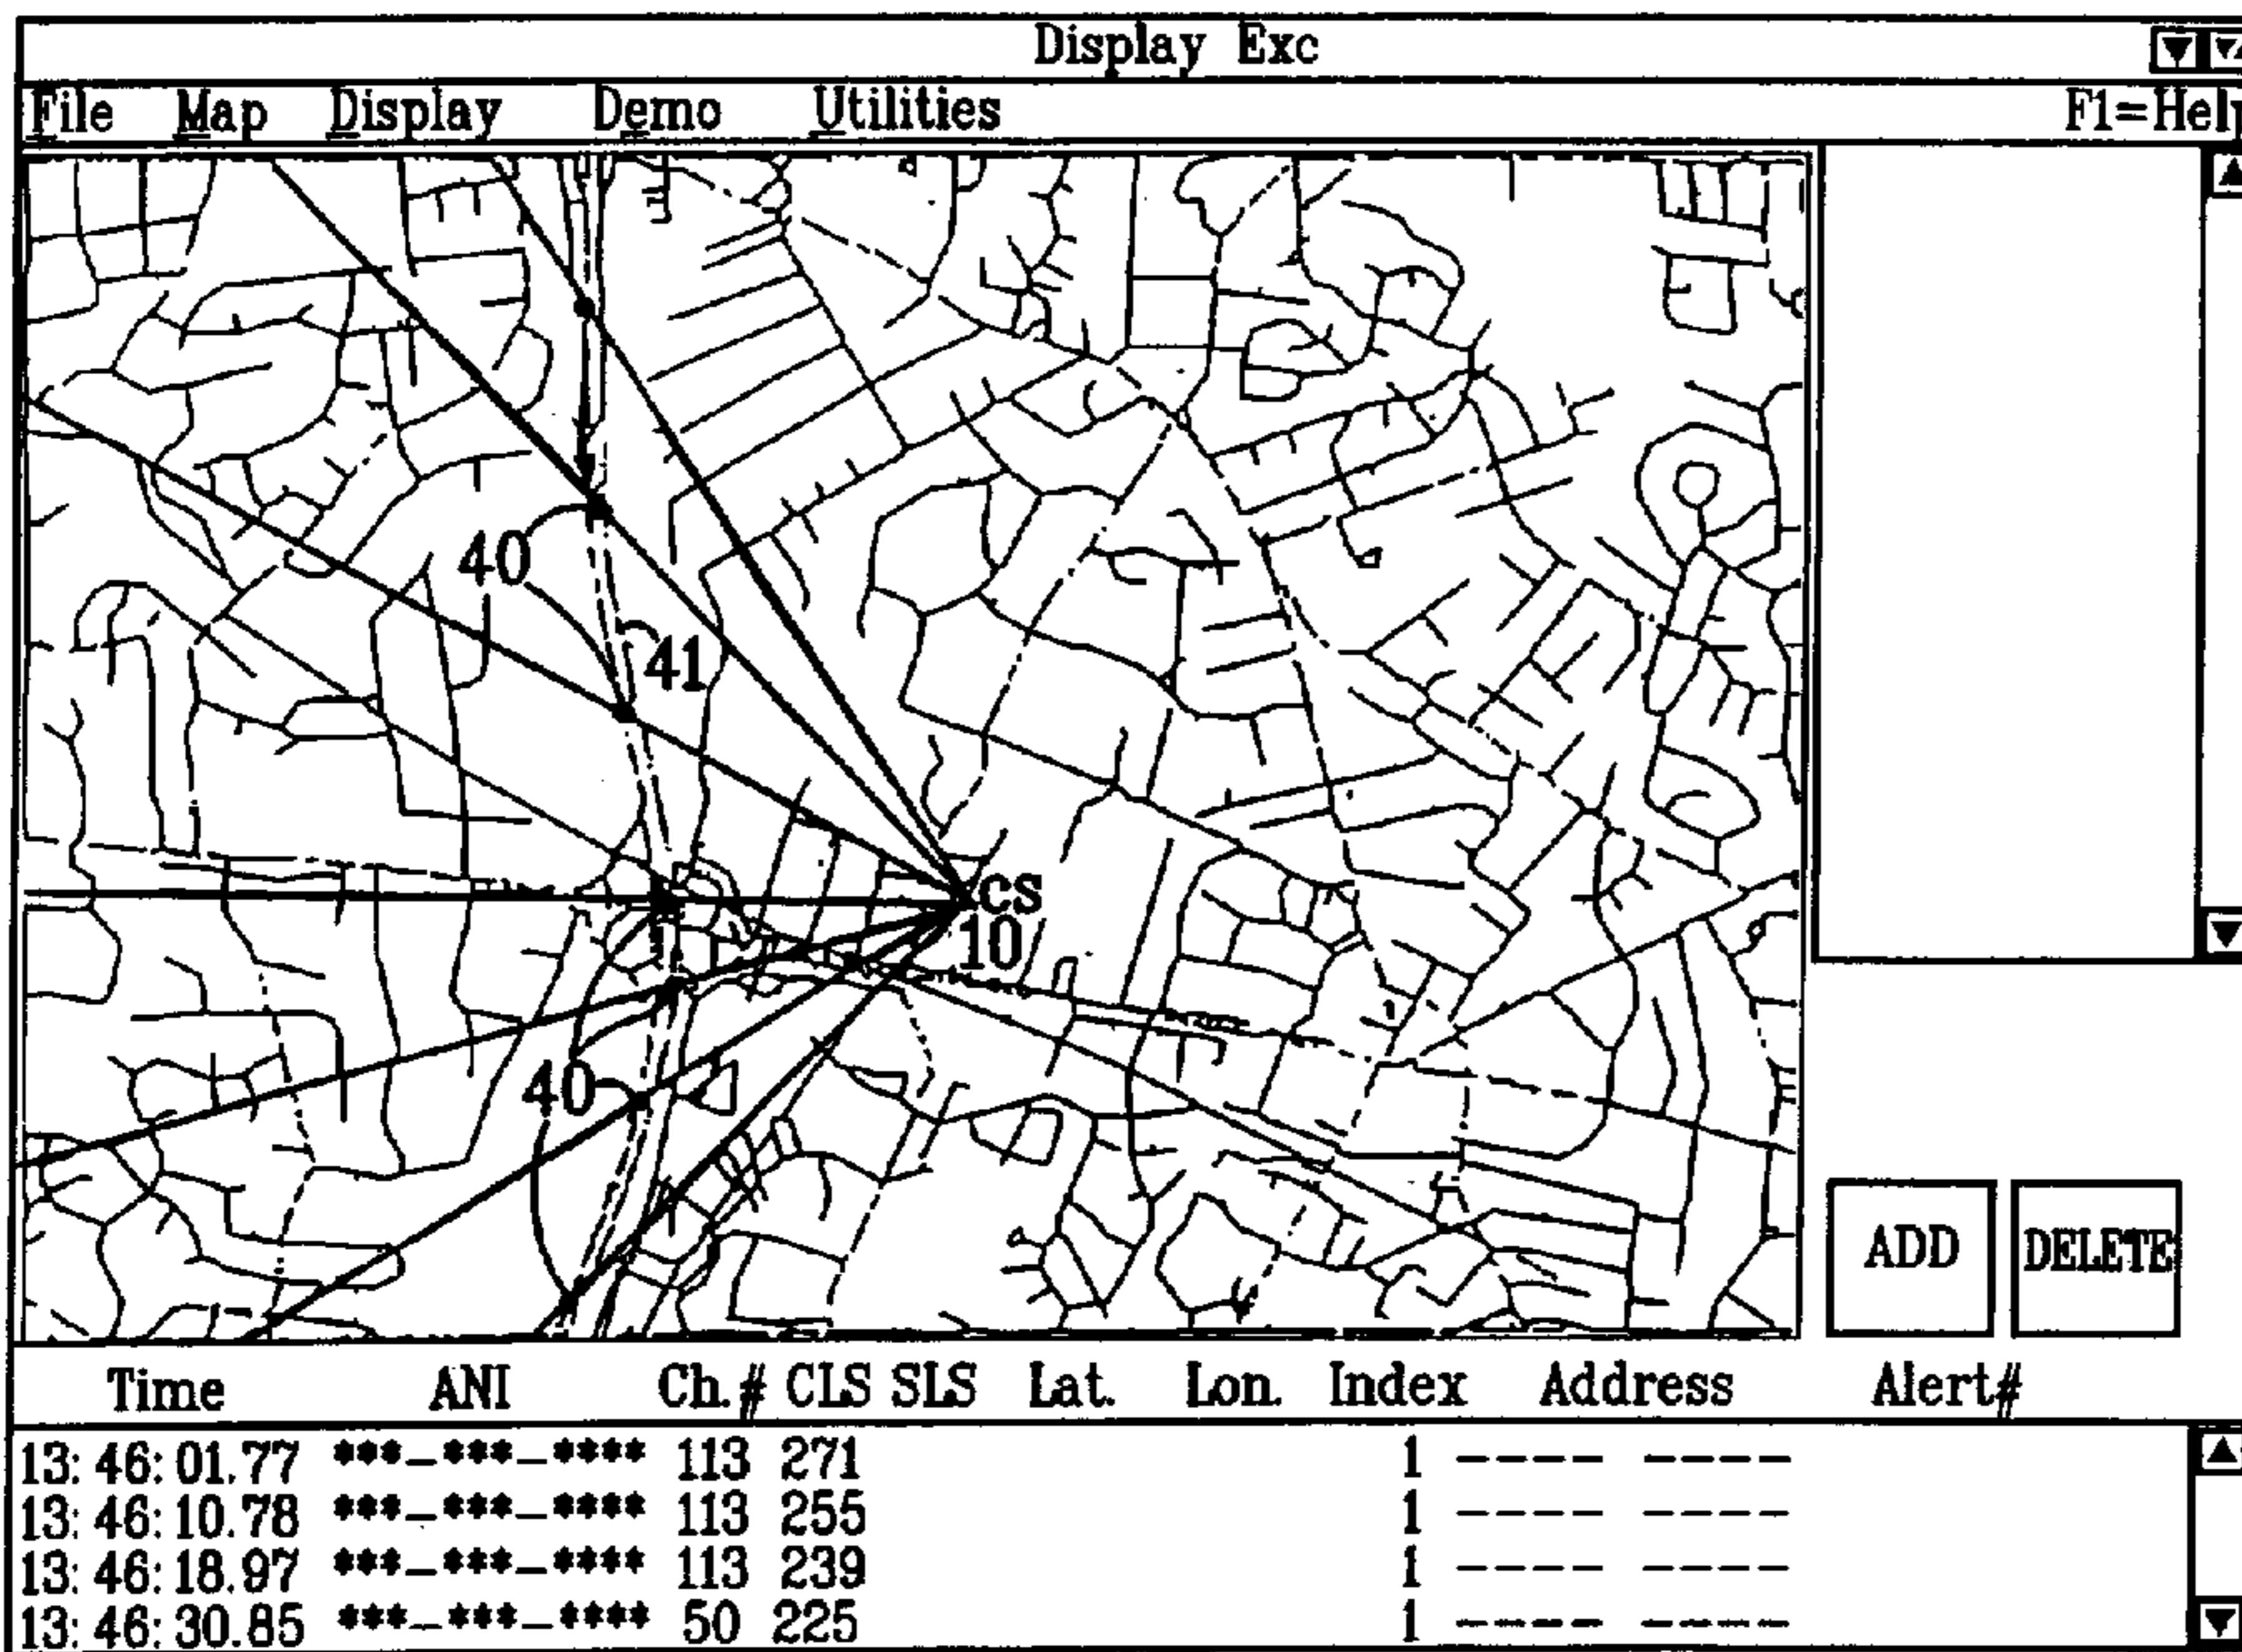 Display Exc
File Map Display Demo Utilities F1=Help
40
41
CS
10
40
ADD DELETE
Time ANI Ch.# CLS SLS Lat. Lon. Index Address Alert#
13:46:01.77 ***-***-**** 113 271 1 ---- ----
13:46:10.78 ***-***-**** 113 255 1 ---- ----
13:46:18.97 ***-***-**** 113 239 1 ---- ----
13:46:30.85 ***-***-**** 50 225 1 ---- ----